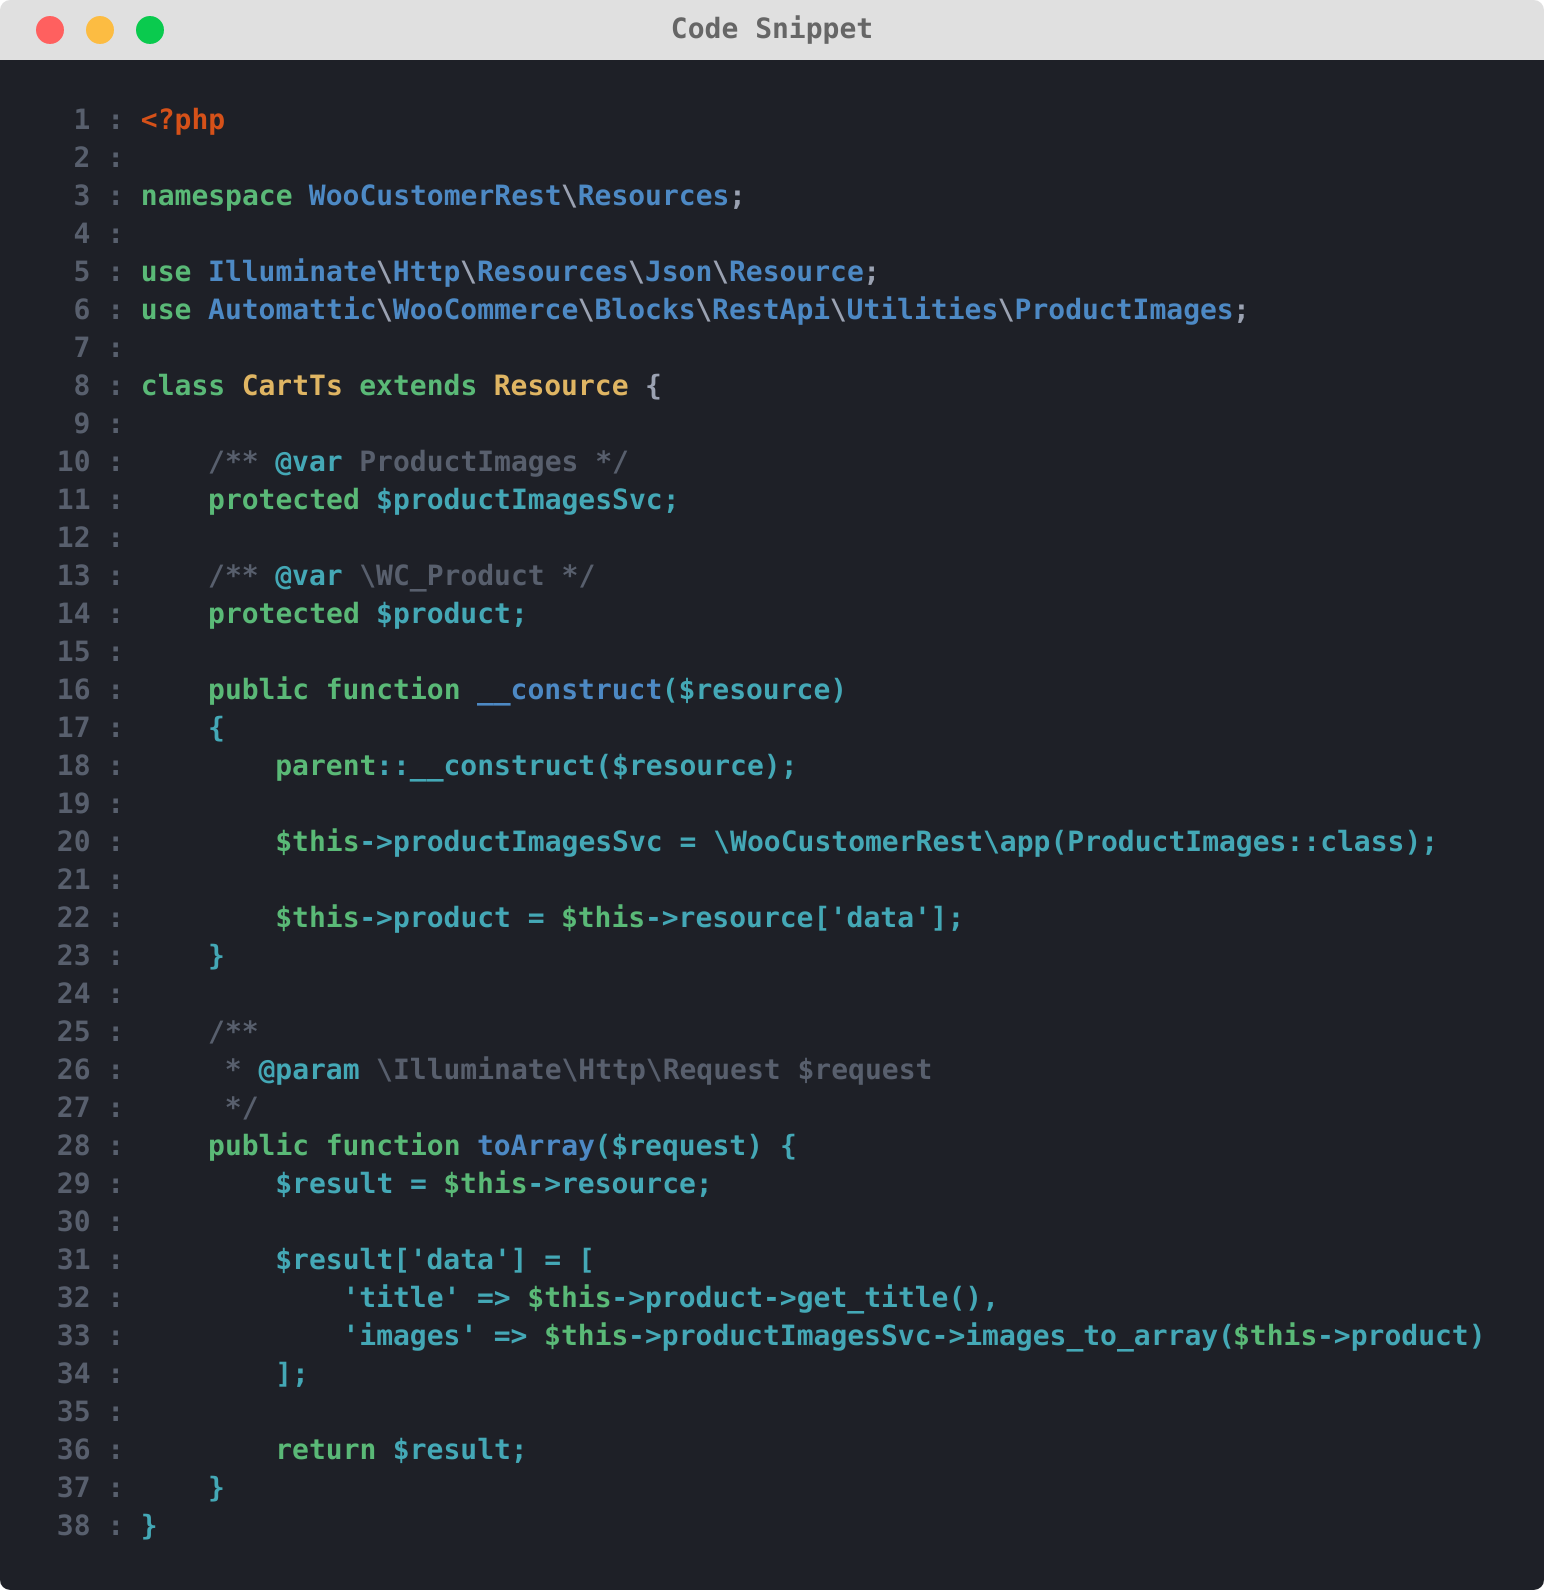 Code Snippet
1 : <?php
2 :
3 : namespace WooCustomerRest\Resources;
4 :
5 : use Illuminate\Http\Resources\Json\Resource;
6 : use Automattic\WooCommerce\Blocks\RestApi\Utilities\ProductImages;
7 :
8 : class CartTs extends Resource {
9 :
10 :     /** @var ProductImages */
11 :     protected $productImagesSvc;
12 :
13 :     /** @var \WC_Product */
14 :     protected $product;
15 :
16 :     public function __construct($resource)
17 :     {
18 :         parent::__construct($resource);
19 :
20 :         $this->productImagesSvc = \WooCustomerRest\app(ProductImages::class);
21 :
22 :         $this->product = $this->resource['data'];
23 :     }
24 :
25 :     /**
26 :      * @param \Illuminate\Http\Request $request
27 :      */
28 :     public function toArray($request) {
29 :         $result = $this->resource;
30 :
31 :         $result['data'] = [
32 :             'title' => $this->product->get_title(),
33 :             'images' => $this->productImagesSvc->images_to_array($this->product)
34 :         ];
35 :
36 :         return $result;
37 :     }
38 : }